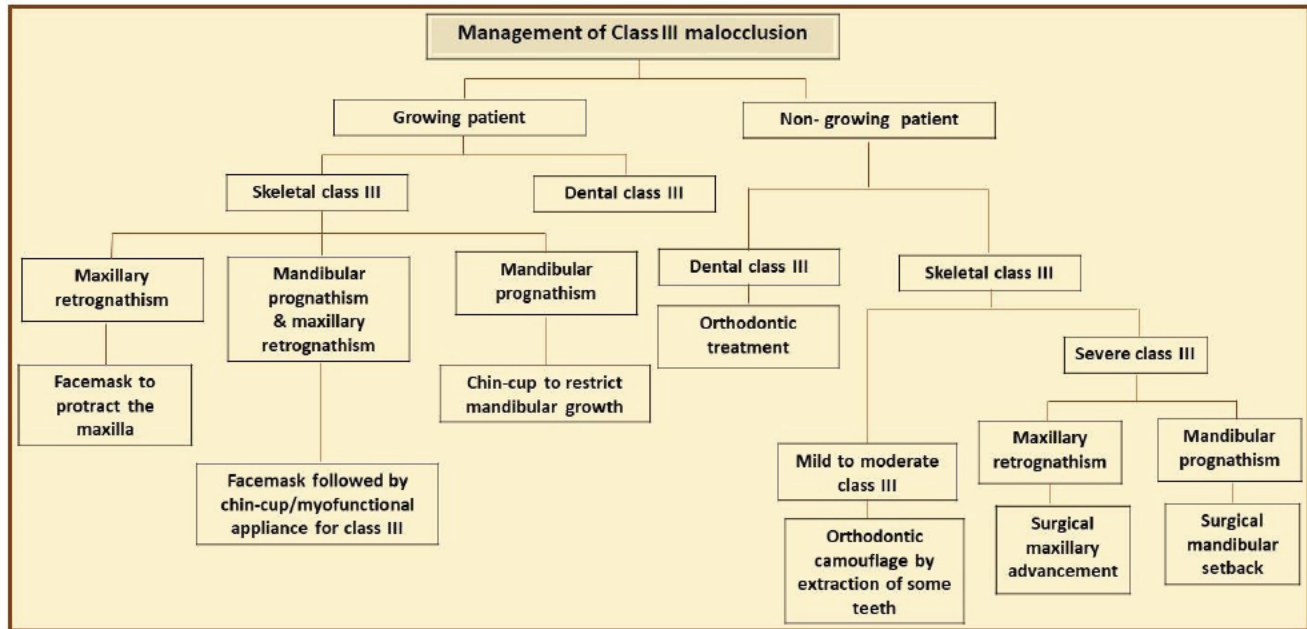 Management of Class III malocclusion
Growing patient
Non- growing patient
Skeletal class III
Dental class III
Maxillary
retrognathism
Mandibular
prognathism
& maxillary
retrognathism
Mandibular
prognathism
Dental class III
Skeletal class III
Facemask to
protract the
maxilla
Chin-cup to restrict
mandibular growth
Orthodontic
treatment
Severe class III
Facemask followed by
chin-cup/myofunctional
appliance for class III
Mild to moderate
class III
Maxillary
retrognathism
Mandibular
prognathism
Orthodontic
camouflage by
extraction of some
teeth
Surgical
maxillary
advancement
Surgical
mandibular
setback